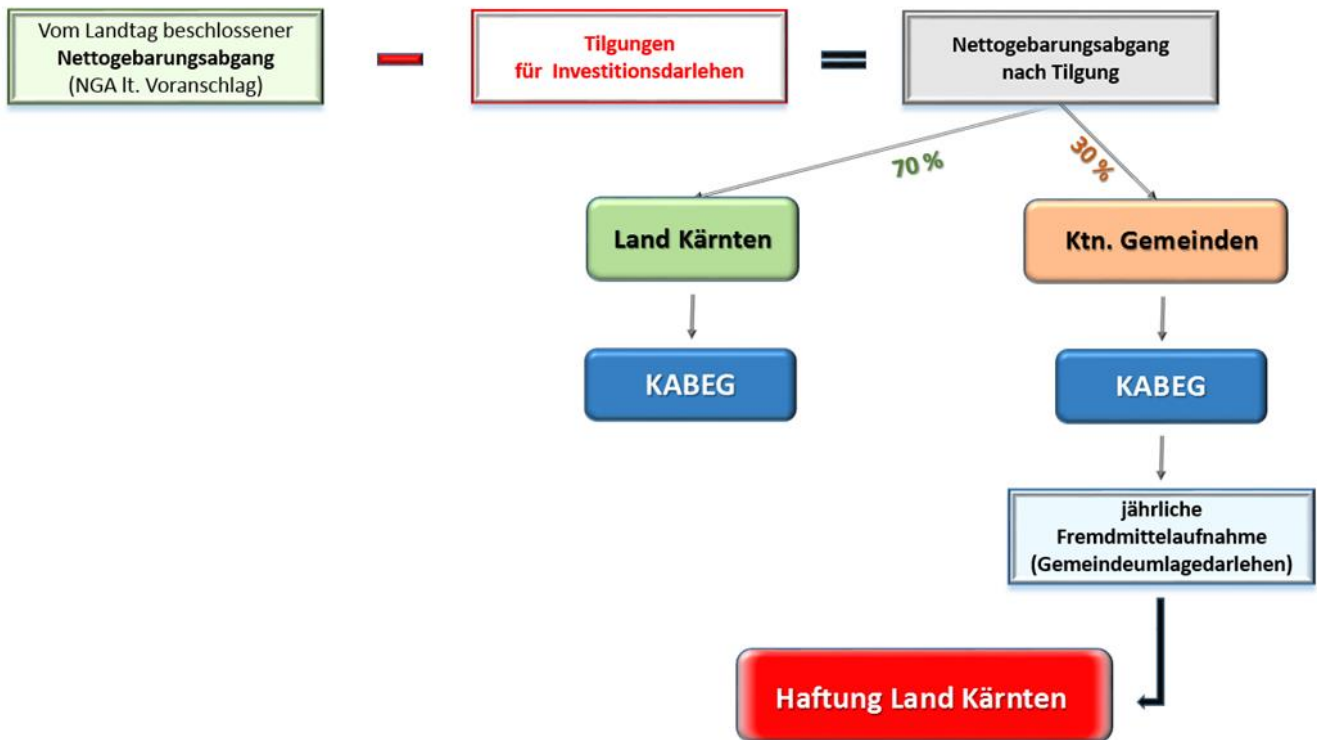 Vom Landtag beschlossener
Nettogebarungsabgang
(NGA lt. Voranschlag)
Tilgungen
für Investitionsdarlehen
Nettogebarungsabgang
nach Tilgung
70 %
30 %
Land Kärnten
Ktn. Gemeinden
KABEG
KABEG
jährliche
Fremdmittelaufnahme
(Gemeindeumlagedarlehen)
Haftung Land Kärnten